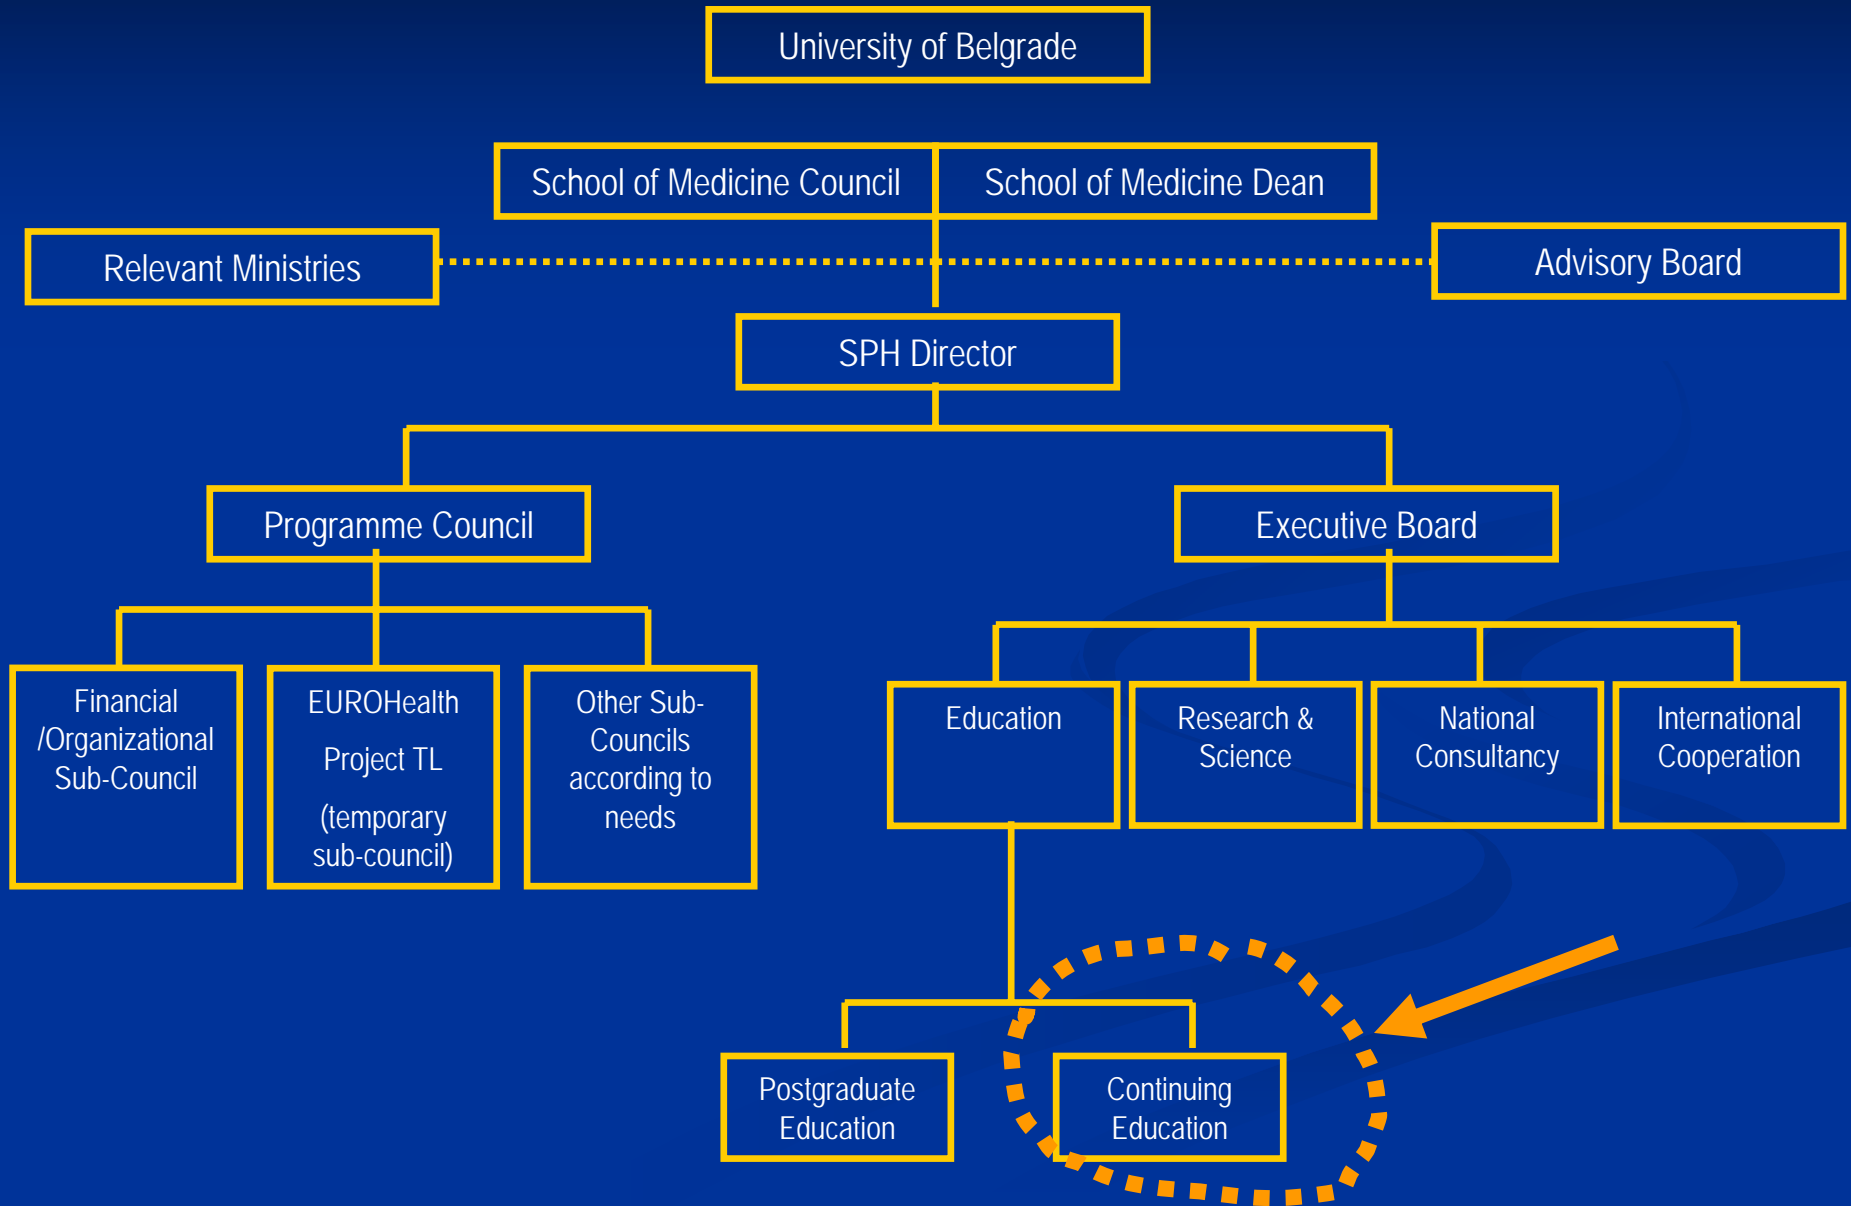 University of Belgrade
School of Medicine Council
School of Medicine Dean
Relevant Ministries
Advisory Board
SPH Director
Programme Council
Executive Board
Financial
/Organizational
Sub-Council
EUROHealth
Project TL
(temporary
sub-council)
Other Sub-
Councils
according to
needs
Education
Research &
Science
National
Consultancy
International
Cooperation
Postgraduate
Education
Continuing
Education